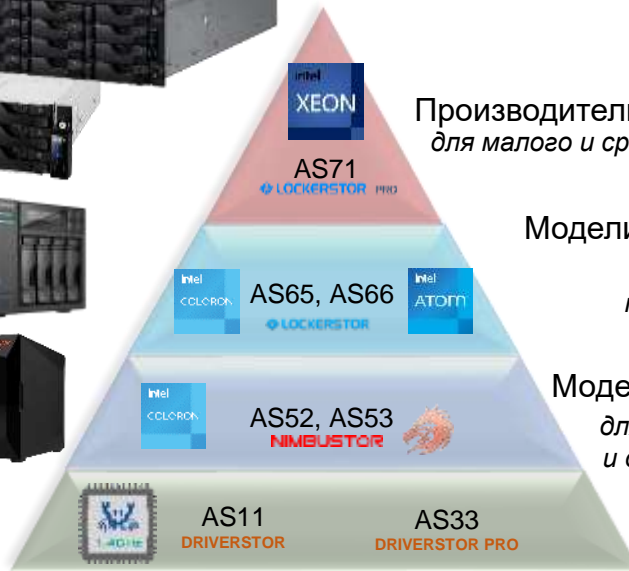 intel
XEON
Производител
для малого и ср
AS71
LOCKERSTOR PRO
Модели
intel
CELERON
AS65, AS66
intel
ATOM
LOCKERSTOR
Моде
intel
CELERON
AS52, AS53
NIMBUSTOR
дл
и с
AS11
DRIVERSTOR
AS33
DRIVERSTOR PRO